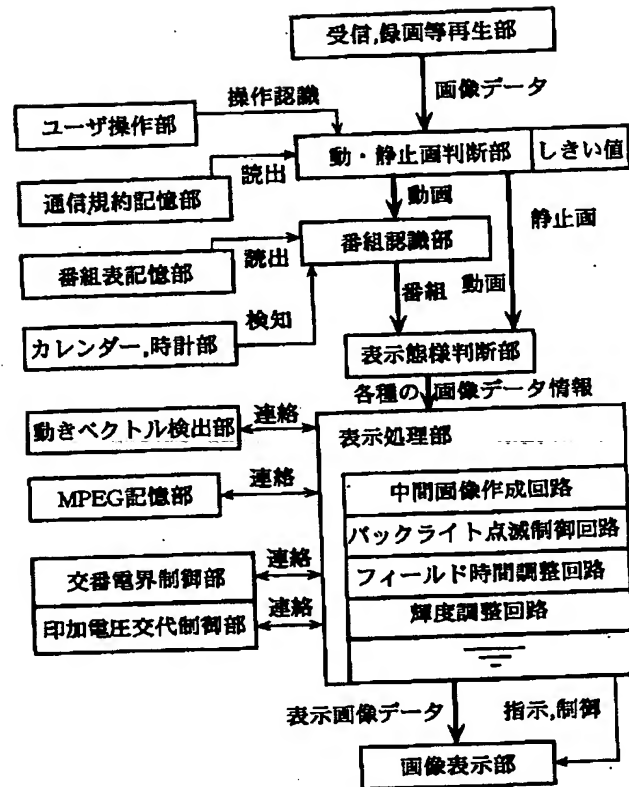 受信,録画等再生部
画像データ
操作認識
ユーザ操作部
動・静止画判断部
しきい値
読出
通信規約記憶部
動画
静止画
番組認識部
番組表記憶部
読出
番組
動画
検知
カレンダー,時計部
表示態様判断部
各種の画像データ情報
動きベクトル検出部
連絡
表示処理部
MPEG記憶部
連絡
中間画像作成回路
バックライト点滅制御回路
交番電界制御部
連絡
フィールド時間調整回路
印加電圧交代制御部
連絡
輝度調整回路
表示画像データ
指示,制御
画像表示部